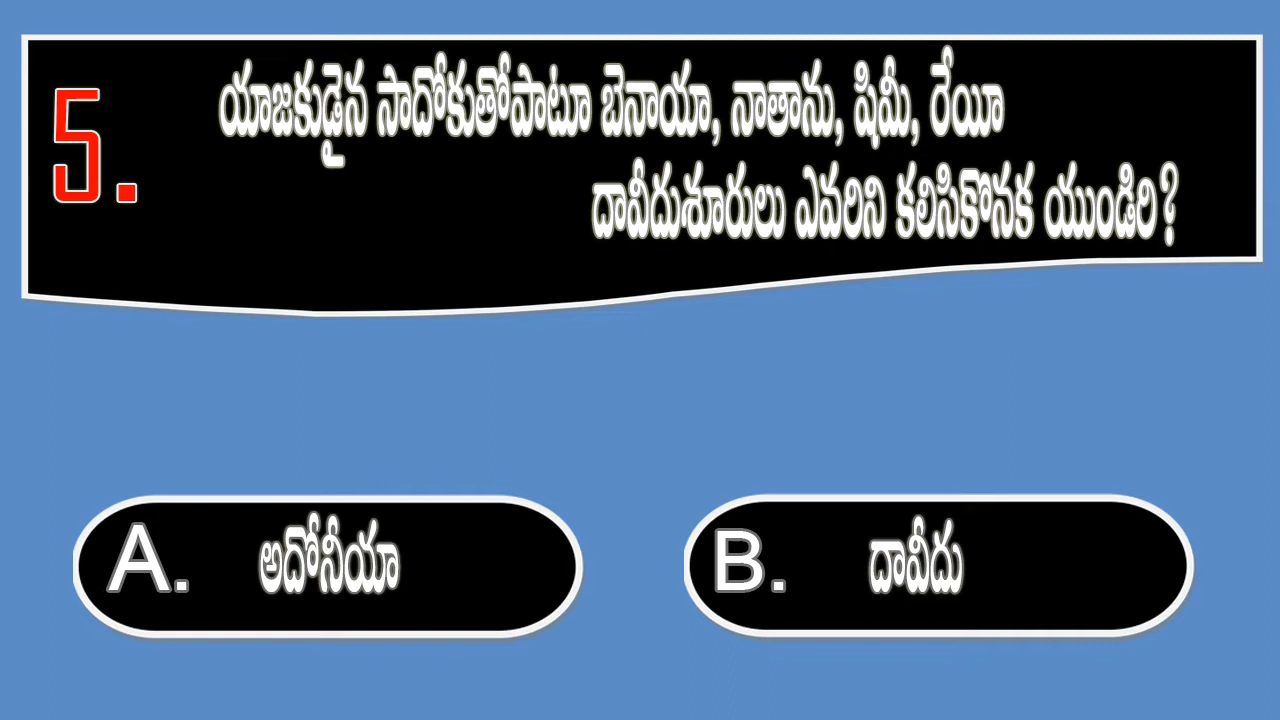 5.
యాజకుడైన సాదోకుతోపాటూ బెనాయా, నాతాను, షిమీ, రేయీ
దావీదుశూరులు ఎవరిని కలిసికొనక యుండిరి?
A. అదోనీయా
B. దావీదు